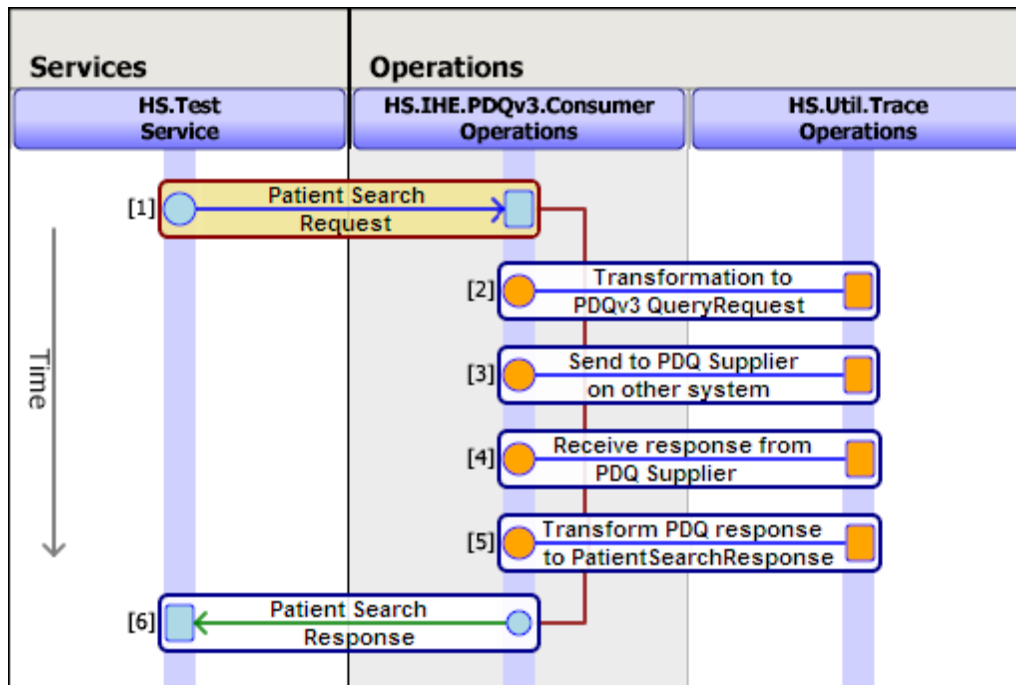 Services
Operations
HS.Test
Service
HS.IHE.PDQv3.Consumer
Operations
HS.Util.Trace
Operations
[1]
Patient Search
Request
[2]
Transformation to
PDQv3 QueryRequest
Time
[3]
Send to PDQ Supplier
on other system
[4]
Receive response from
PDQ Supplier
[5]
Transform PDQ response
to PatientSearchResponse
[6]
Patient Search
Response